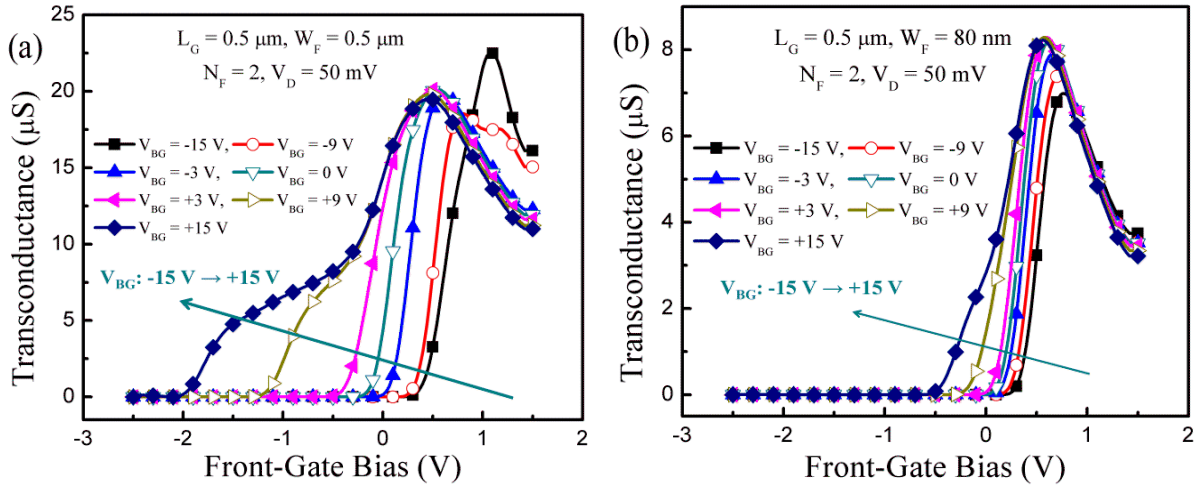 (a)
L_G = 0.5 μm, W_F = 0.5 μm
N_F = 2, V_D = 50 mV
V_BG = -15 V, V_BG = -9 V
V_BG = -3 V, V_BG = 0 V
V_BG = +3 V, V_BG = +9 V
V_BG = +15 V
V_BG: -15 V → +15 V
Transconductance (μS)
25
20
15
10
5
0
-3 -2 -1 0 1 2
Front-Gate Bias (V)
(b)
L_G = 0.5 μm, W_F = 80 nm
N_F = 2, V_D = 50 mV
V_BG = -15 V, V_BG = -9 V
V_BG = -3 V, V_BG = 0 V
V_BG = +3 V, V_BG = +9 V
V_BG = +15 V
V_BG: -15 V → +15 V
Transconductance (μS)
8
6
4
2
0
-3 -2 -1 0 1 2
Front-Gate Bias (V)